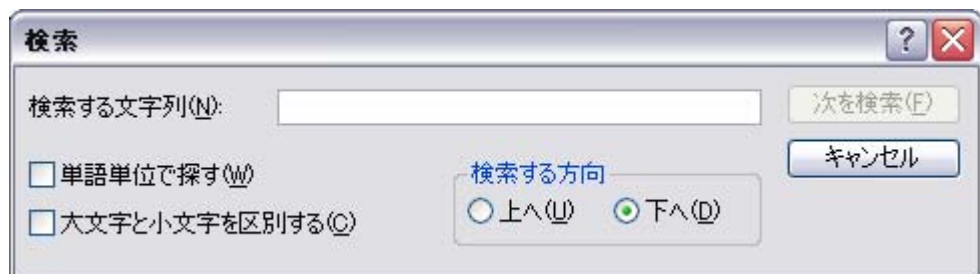 検索
検索する文字列(N):
次を検索(F)
キャンセル
単語単位で探す(W)
大文字と小文字を区別する(C)
検索する方向
上へ(U) 下へ(D)